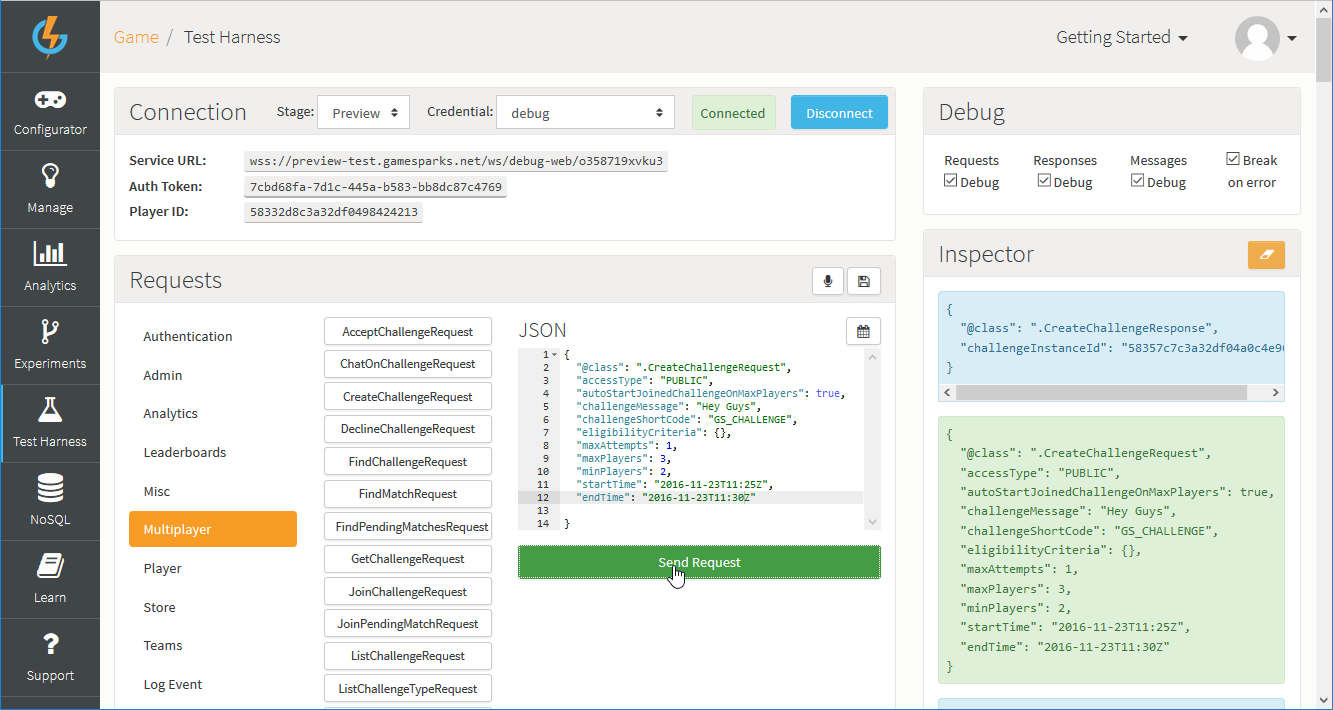 Game / Test Harness
Getting Started
Configurator
Manage
Analytics
Experiments
Test Harness
NoSQL
Learn
Support
Connection
Stage:
Preview
Credential:
debug
Connected
Disconnect
Service URL:
wss://preview-test.gamesparks.net/ws/debug-web/o358719xvku3
Auth Token:
7cbd68fa-7d1c-445a-b583-bb8dc87c4769
Player ID:
58332d8c3a32df0498424213
Requests
Authentication
Admin
Analytics
Leaderboards
Misc
Multiplayer
Player
Store
Teams
Log Event
AcceptChallengeRequest
ChatOnChallengeRequest
CreateChallengeRequest
DeclineChallengeRequest
FindChallengeRequest
FindMatchRequest
FindPendingMatchesRequest
GetChallengeRequest
JoinChallengeRequest
JoinPendingMatchRequest
ListChallengeRequest
ListChallengeTypeRequest
JSON
1 {
2 "@class": ".CreateChallengeRequest",
3 "accessType": "PUBLIC",
4 "autoStartJoinedChallengeOnMaxPlayers": true,
5 "challengeMessage": "Hey Guys",
6 "challengeShortCode": "GS_CHALLENGE",
7 "eligibilityCriteria": {},
8 "maxAttempts": 1,
9 "maxPlayers": 3,
10 "minPlayers": 2,
11 "startTime": "2016-11-23T11:25Z",
12 "endTime": "2016-11-23T11:30Z"
13
14 }
Send Request
Debug
Requests
Debug
Responses
Debug
Messages
Debug
Break
on error
Inspector
{
"@class": ".CreateChallengeResponse",
"challengeInstanceId": "58357c7c3a32df04a0c4e9
}
{
"@class": ".CreateChallengeRequest",
"accessType": "PUBLIC",
"autoStartJoinedChallengeOnMaxPlayers": true,
"challengeMessage": "Hey Guys",
"challengeShortCode": "GS_CHALLENGE",
"eligibilityCriteria": {},
"maxAttempts": 1,
"maxPlayers": 3,
"minPlayers": 2,
"startTime": "2016-11-23T11:25Z",
"endTime": "2016-11-23T11:30Z"
}